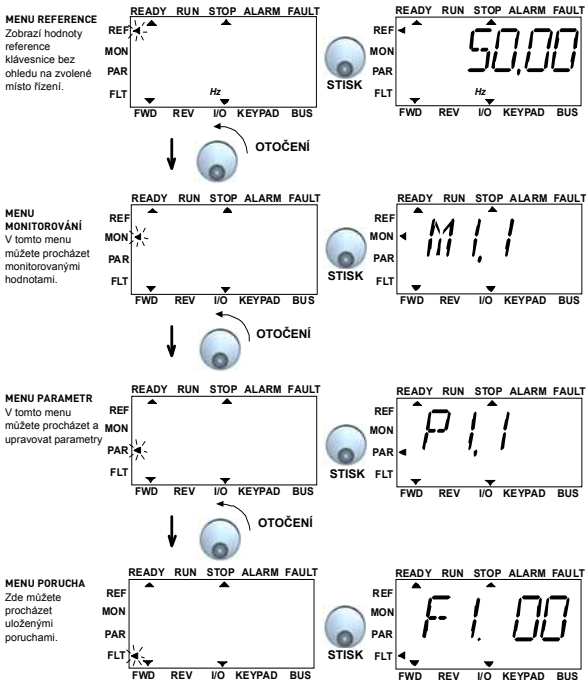 MENU REFERENCE
Zobrazí hodnoty
reference
klávesnice bez
ohledu na zvolené
místo řízení.
READY RUN STOP ALARM FAULT
REF
MON
PAR
FLT
Hz
FWD REV I/O KEYPAD BUS
STISK
READY RUN STOP ALARM FAULT
REF
MON
PAR
FLT
50,00
Hz
FWD REV I/O KEYPAD BUS
OTOČENÍ
MENU
MONITOROVÁNÍ
V tomto menu
můžete procházet
monitorovanými
hodnotami.
READY RUN STOP ALARM FAULT
REF
MON
PAR
FLT
FWD REV I/O KEYPAD BUS
STISK
READY RUN STOP ALARM FAULT
REF
MON
PAR
FLT
M1.1
FWD REV I/O KEYPAD BUS
OTOČENÍ
MENU PARAMETR
V tomto menu
můžete procházet a
upravovat parametry
READY RUN STOP ALARM FAULT
REF
MON
PAR
FLT
FWD REV I/O KEYPAD BUS
STISK
READY RUN STOP ALARM FAULT
REF
MON
PAR
FLT
P1.1
FWD REV I/O KEYPAD BUS
OTOČENÍ
MENU PORUCHA
Zde můžete
procházet
uloženými
poruchami.
READY RUN STOP ALARM FAULT
REF
MON
PAR
FLT
FWD REV I/O KEYPAD BUS
STISK
READY RUN STOP ALARM FAULT
REF
MON
PAR
FLT
F1. 00
FWD REV I/O KEYPAD BUS